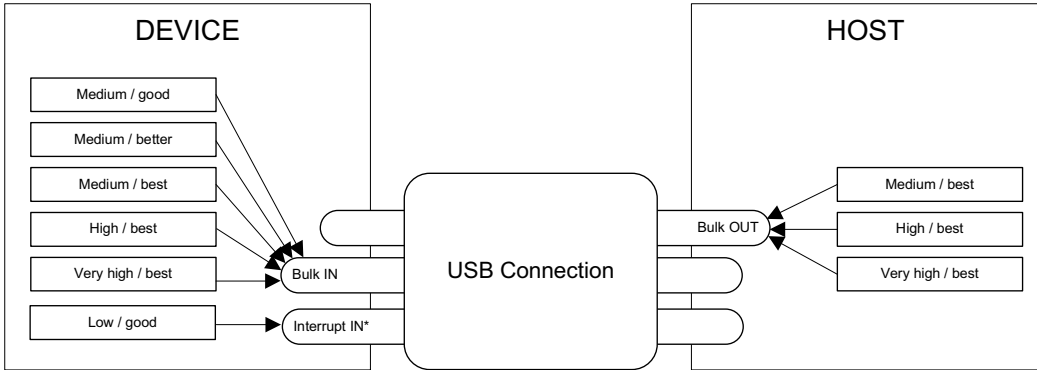 DEVICE
HOST
Medium / good
Medium / better
Medium / best
High / best
Very high / best
Low / good
Bulk IN
Interrupt IN*
USB Connection
Bulk OUT
Medium / best
High / best
Very high / best